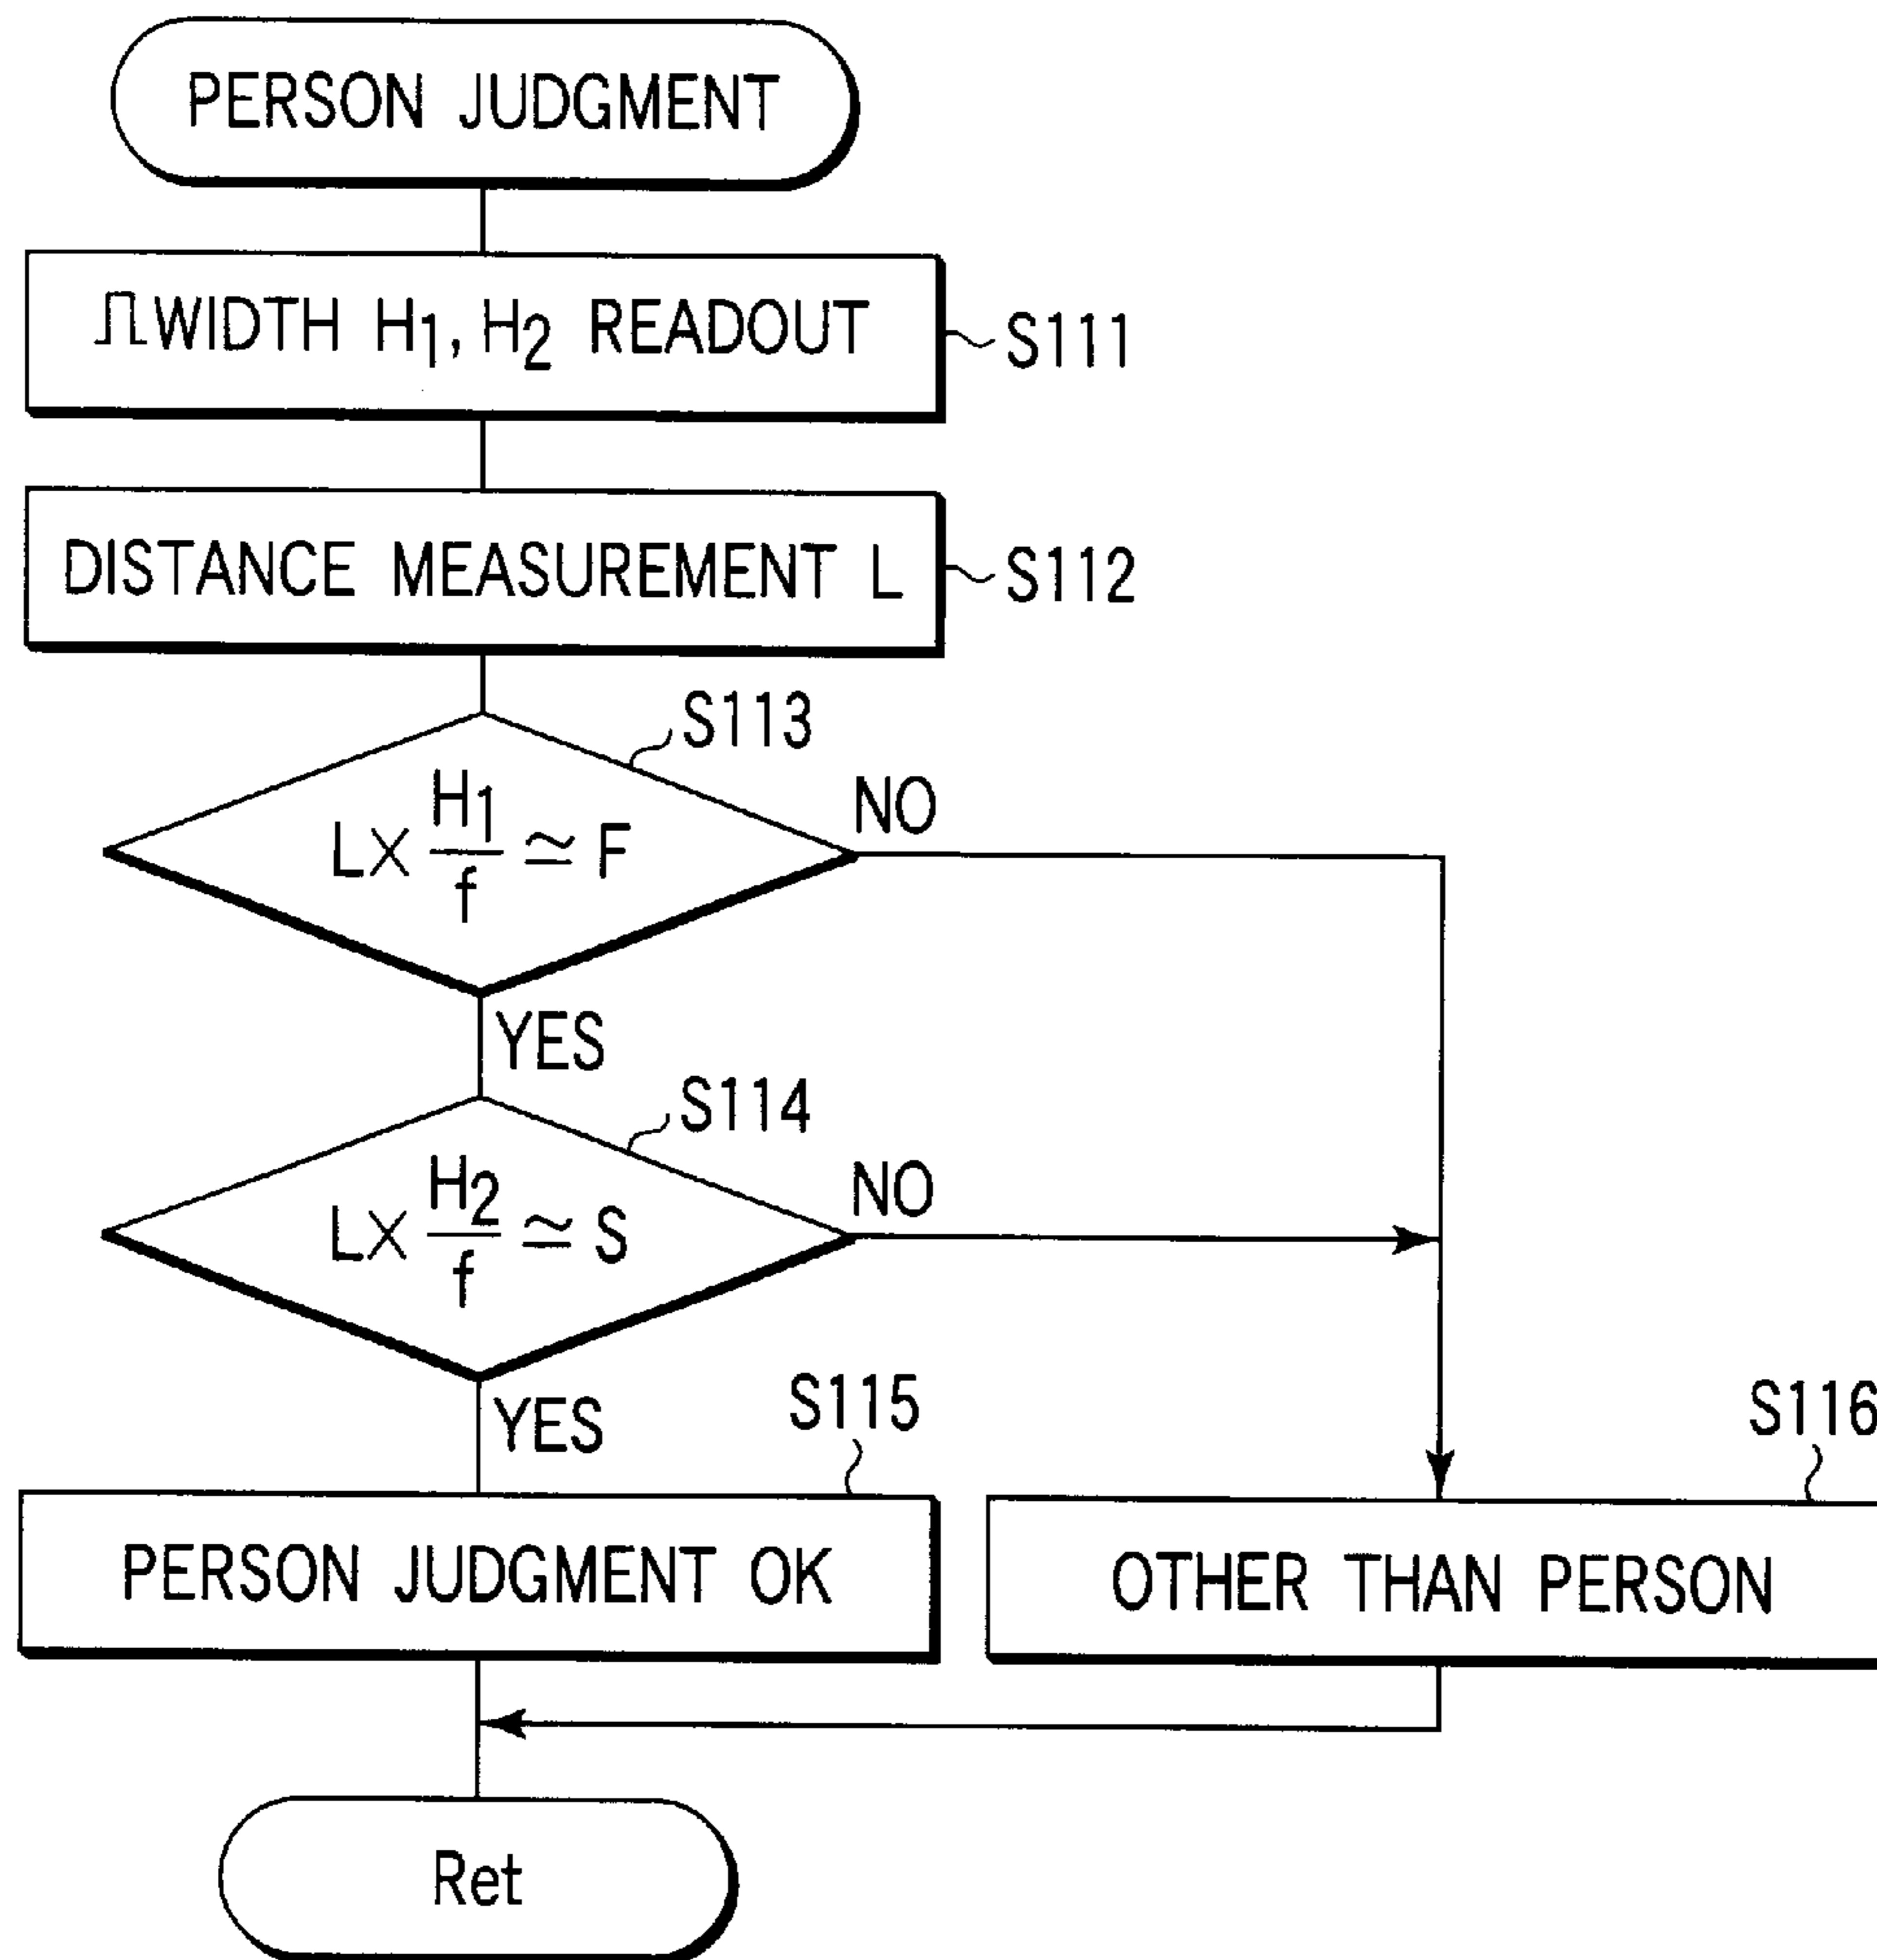 PERSON JUDGMENT
WIDTH H1, H2 READOUT
S111
DISTANCE MEASUREMENT L
S112
S113
L× H1/f ≃ F
NO
YES
S114
L× H2/f ≃ S
NO
YES
S115
S116
PERSON JUDGMENT OK
OTHER THAN PERSON
Ret